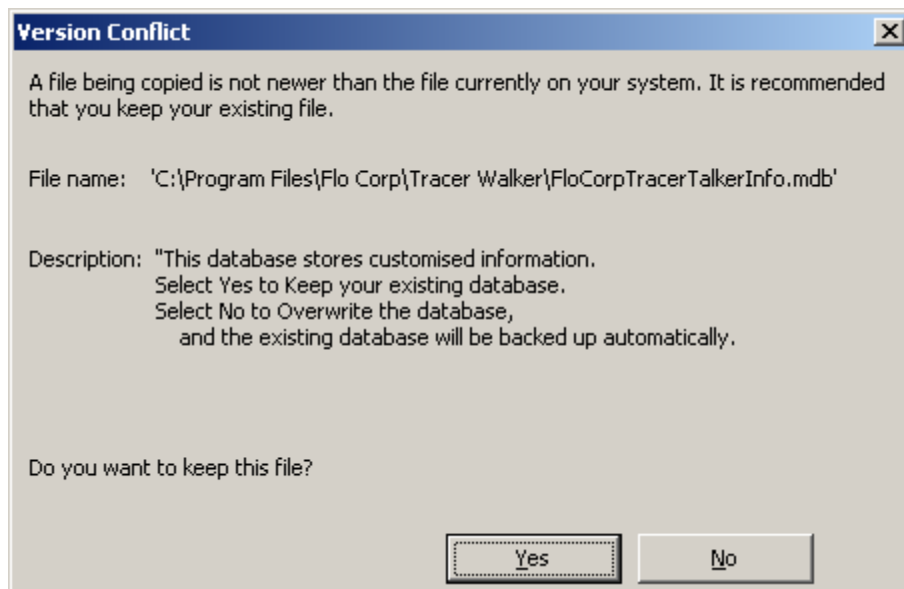 Version Conflict
A file being copied is not newer than the file currently on your system. It is recommended
that you keep your existing file.
File name: 'C:\Program Files\Flo Corp\Tracer Walker\FloCorpTracerTalkerInfo.mdb'
Description: "This database stores customised information.
Select Yes to Keep your existing database.
Select No to Overwrite the database,
and the existing database will be backed up automatically.
Do you want to keep this file?
Yes No